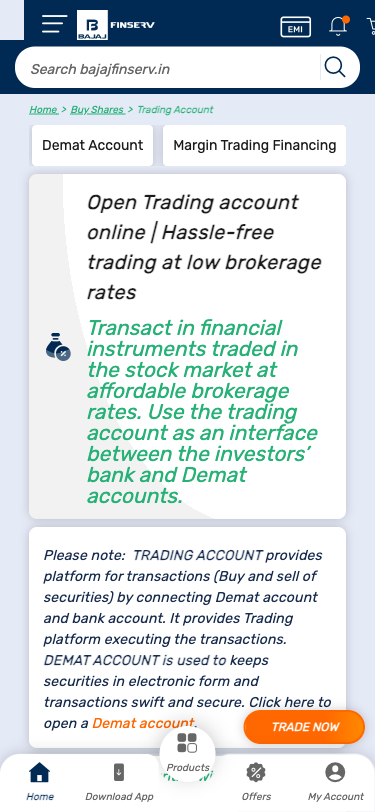 BAJAJ FINSERV
EMI
Search bajajfinserv.in
Home > Buy Shares > Trading Account
Demat Account
Margin Trading Financing
Open Trading account
online | Hassle-free
trading at low brokerage
rates
Transact in financial
instruments traded in
the stock market at
affordable brokerage
rates. Use the trading
account as an interface
between the investors’
bank and Demat
accounts.
Please note: TRADING ACCOUNT provides
platform for transactions (Buy and sell of
securities) by connecting Demat account
and bank account. It provides Trading
platform executing the transactions.
DEMAT ACCOUNT is used to keeps
securities in electronic form and
transactions swift and secure. Click here to
open a Demat account.
TRADE NOW
Home
Download App
Products
Offers
My Account